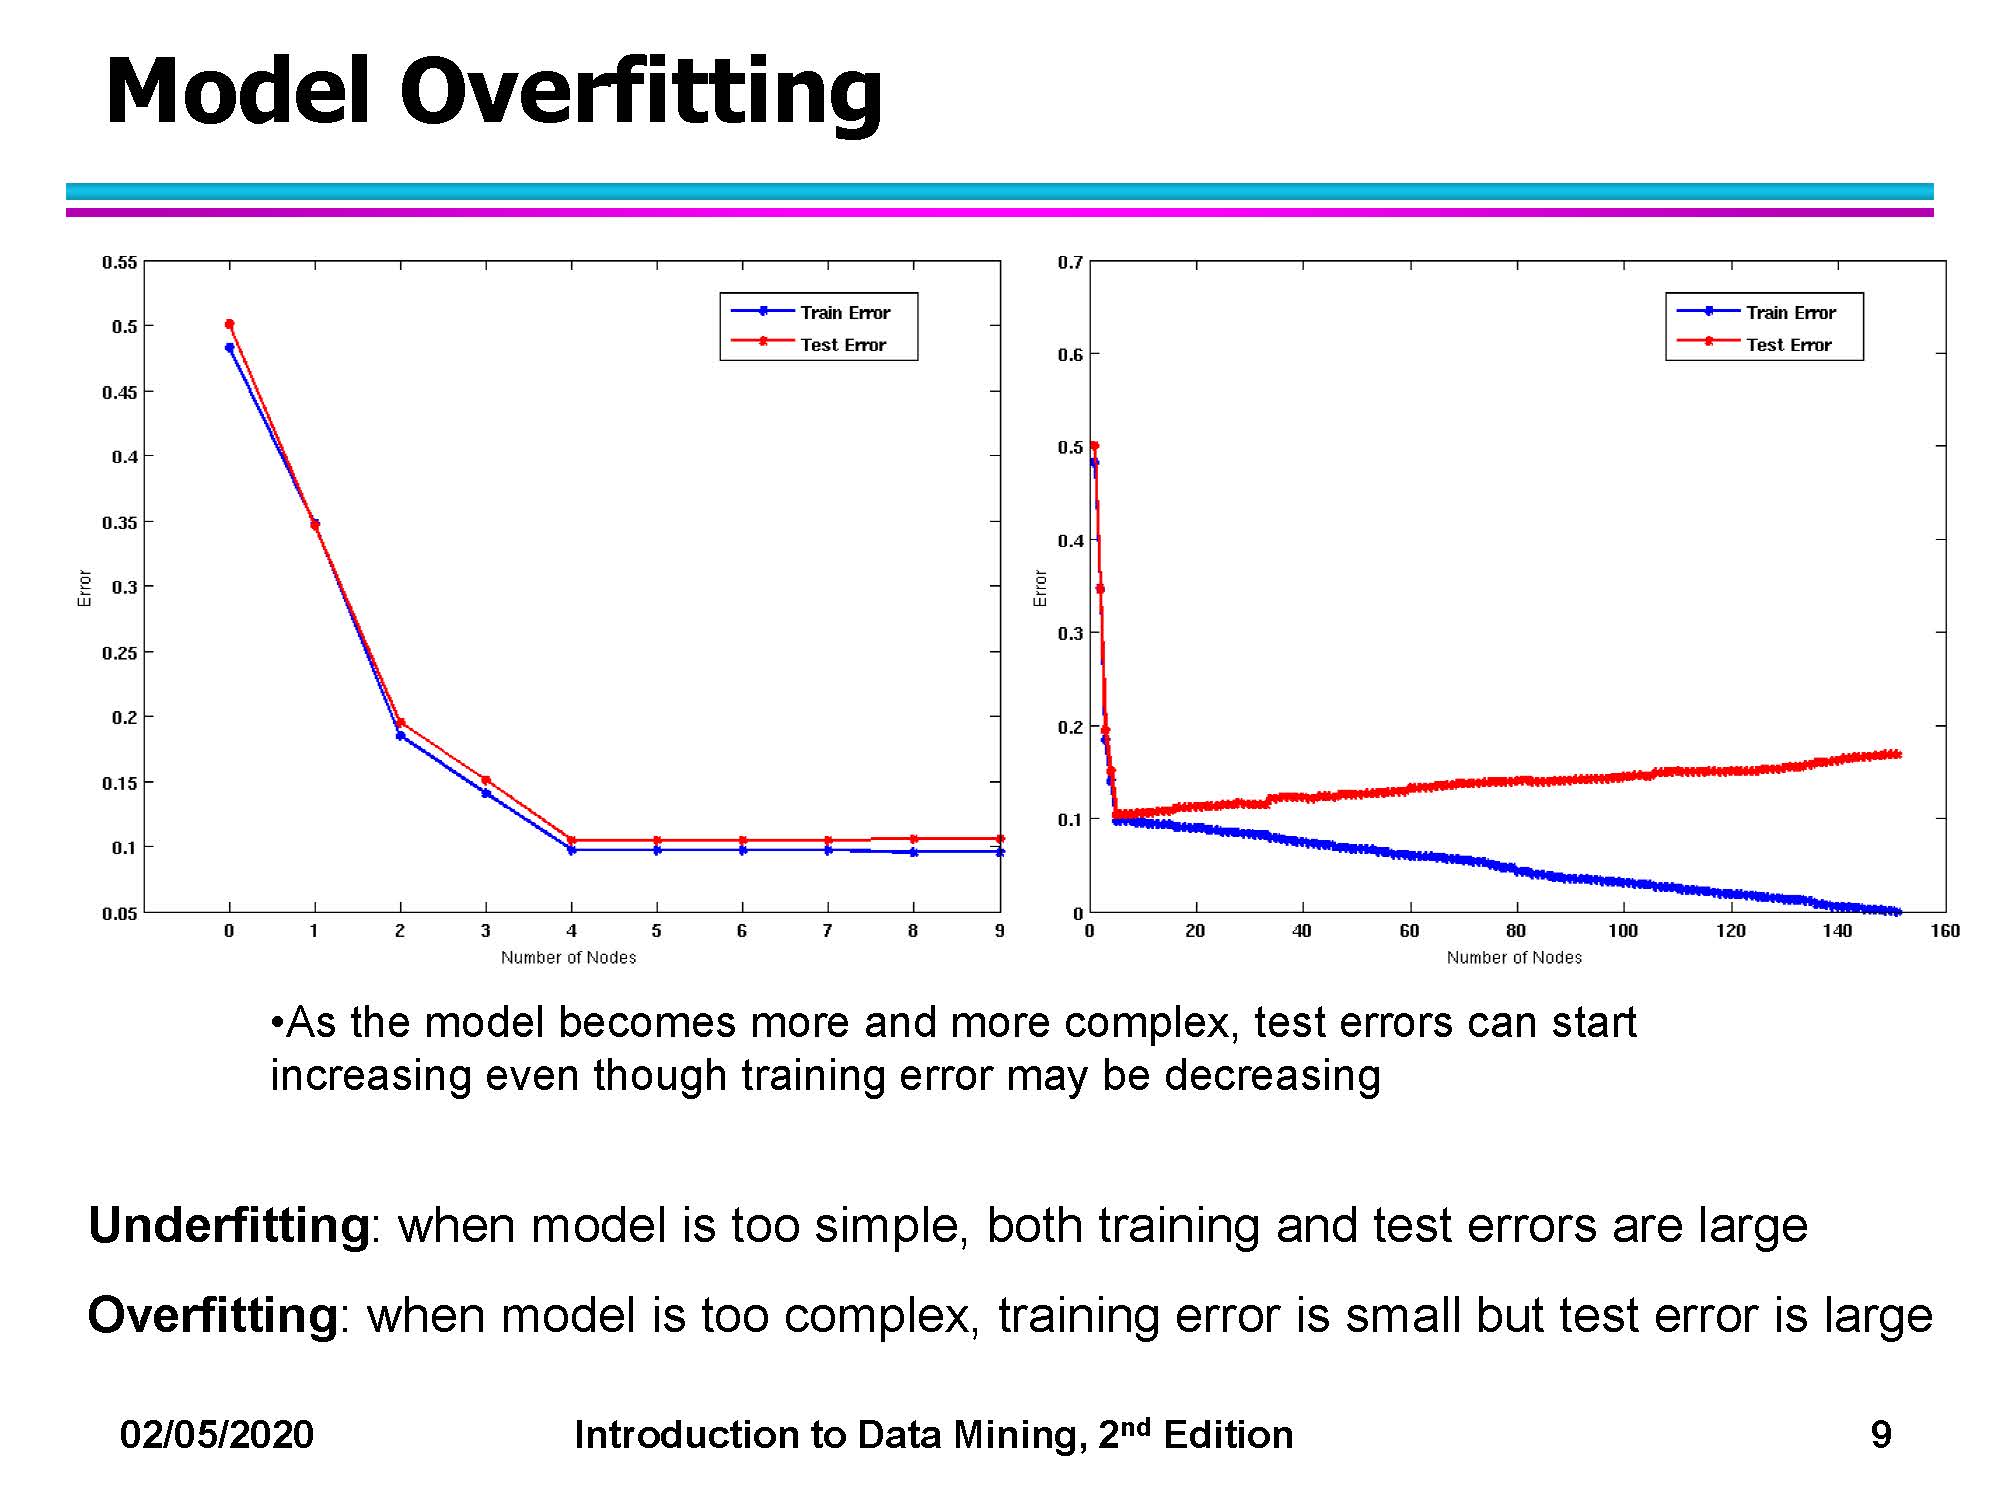 Model Overfitting
0.55
0.5
0.45
0.4
0.35
0.3
0.25
0.2
0.15
0.1
0.05
Error
Train Error
Test Error
0 1 2 3 4 5 6 7 8 9
Number of Nodes
0.7
0.6
0.5
0.4
0.3
0.2
0.1
0
Error
Train Error
Test Error
0 20 40 60 80 100 120 140 160
Number of Nodes
•As the model becomes more and more complex, test errors can start
increasing even though training error may be decreasing
Underfitting: when model is too simple, both training and test errors are large
Overfitting: when model is too complex, training error is small but test error is large
02/05/2020 Introduction to Data Mining, 2nd Edition 9